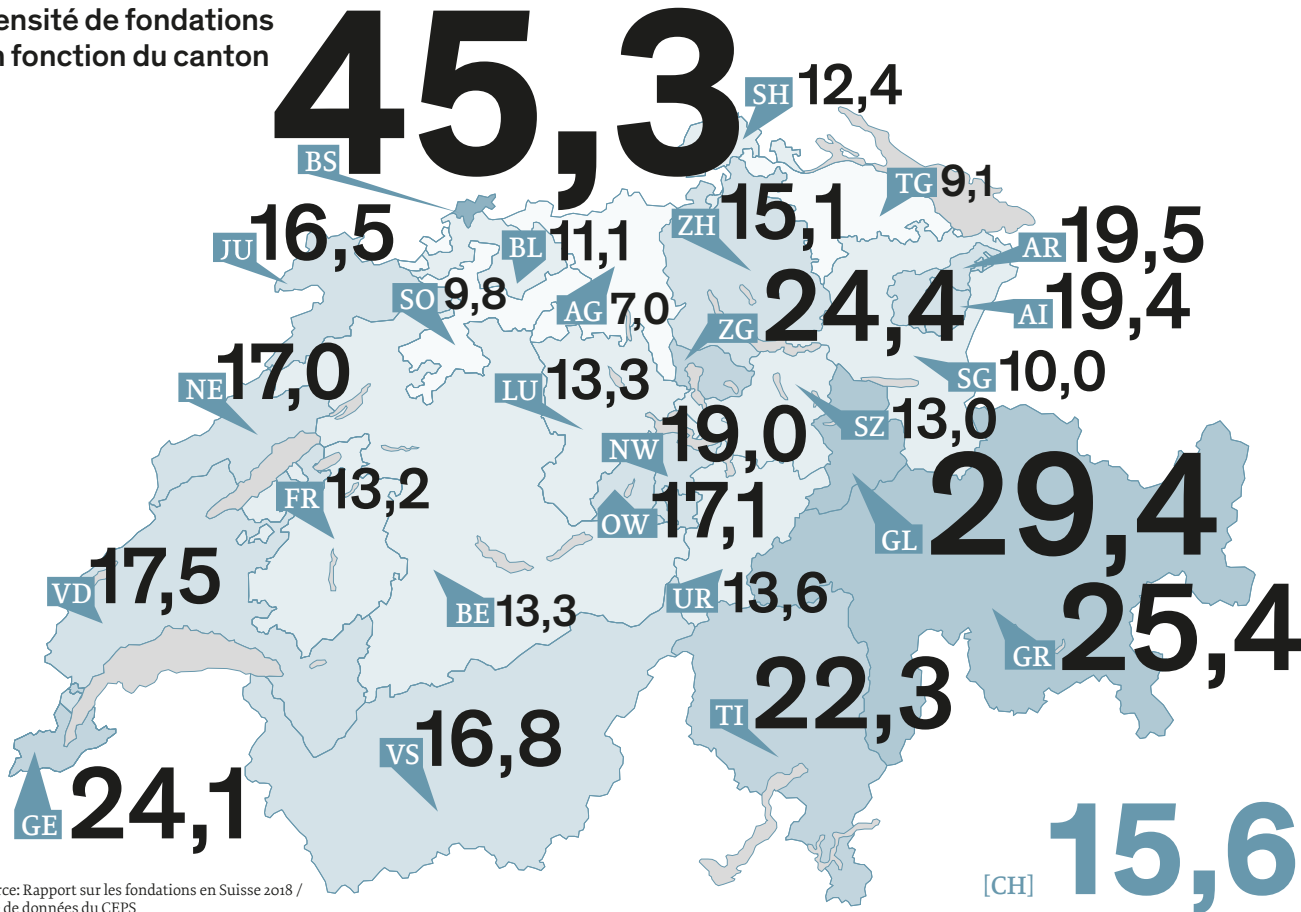 ensité de fondations
n fonction du canton
45,3
BS
SH 12,4
TG 9,1
ZH 15,1
JU 16,5
BL 11,1
AR 19,5
SO 9,8
AG 7,0
ZG 24,4
AI 19,4
NE 17,0
LU 13,3
SG 10,0
NW 19,0
SZ 13,0
FR 13,2
OW 17,1
GL 29,4
VD 17,5
BE 13,3
UR 13,6
GR 25,4
TI 22,3
VS 16,8
GE 24,1
[CH] 15,6
rce: Rapport sur les fondations en Suisse 2018 /
de données du CEPS